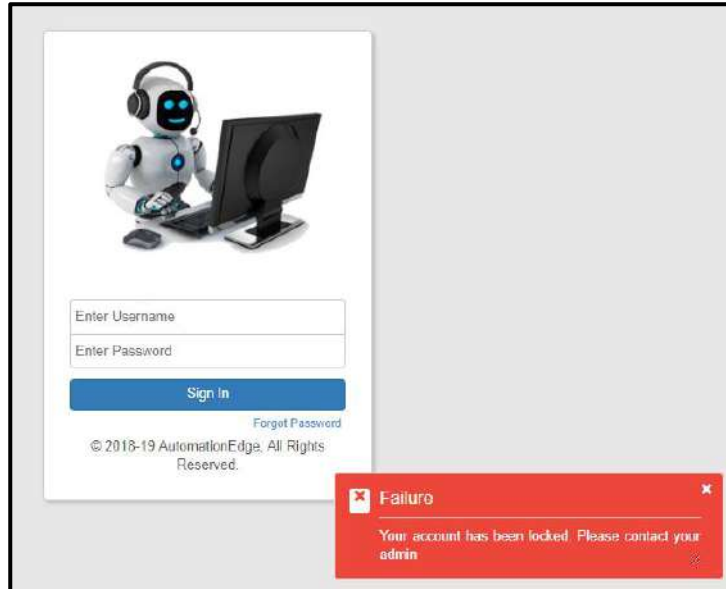 Enter Username
Enter Password
Sign In
Forgot Password
© 2018-19 AutomationEdge, All Rights
Reserved.
Failure
Your account has been locked. Please contact your
admin